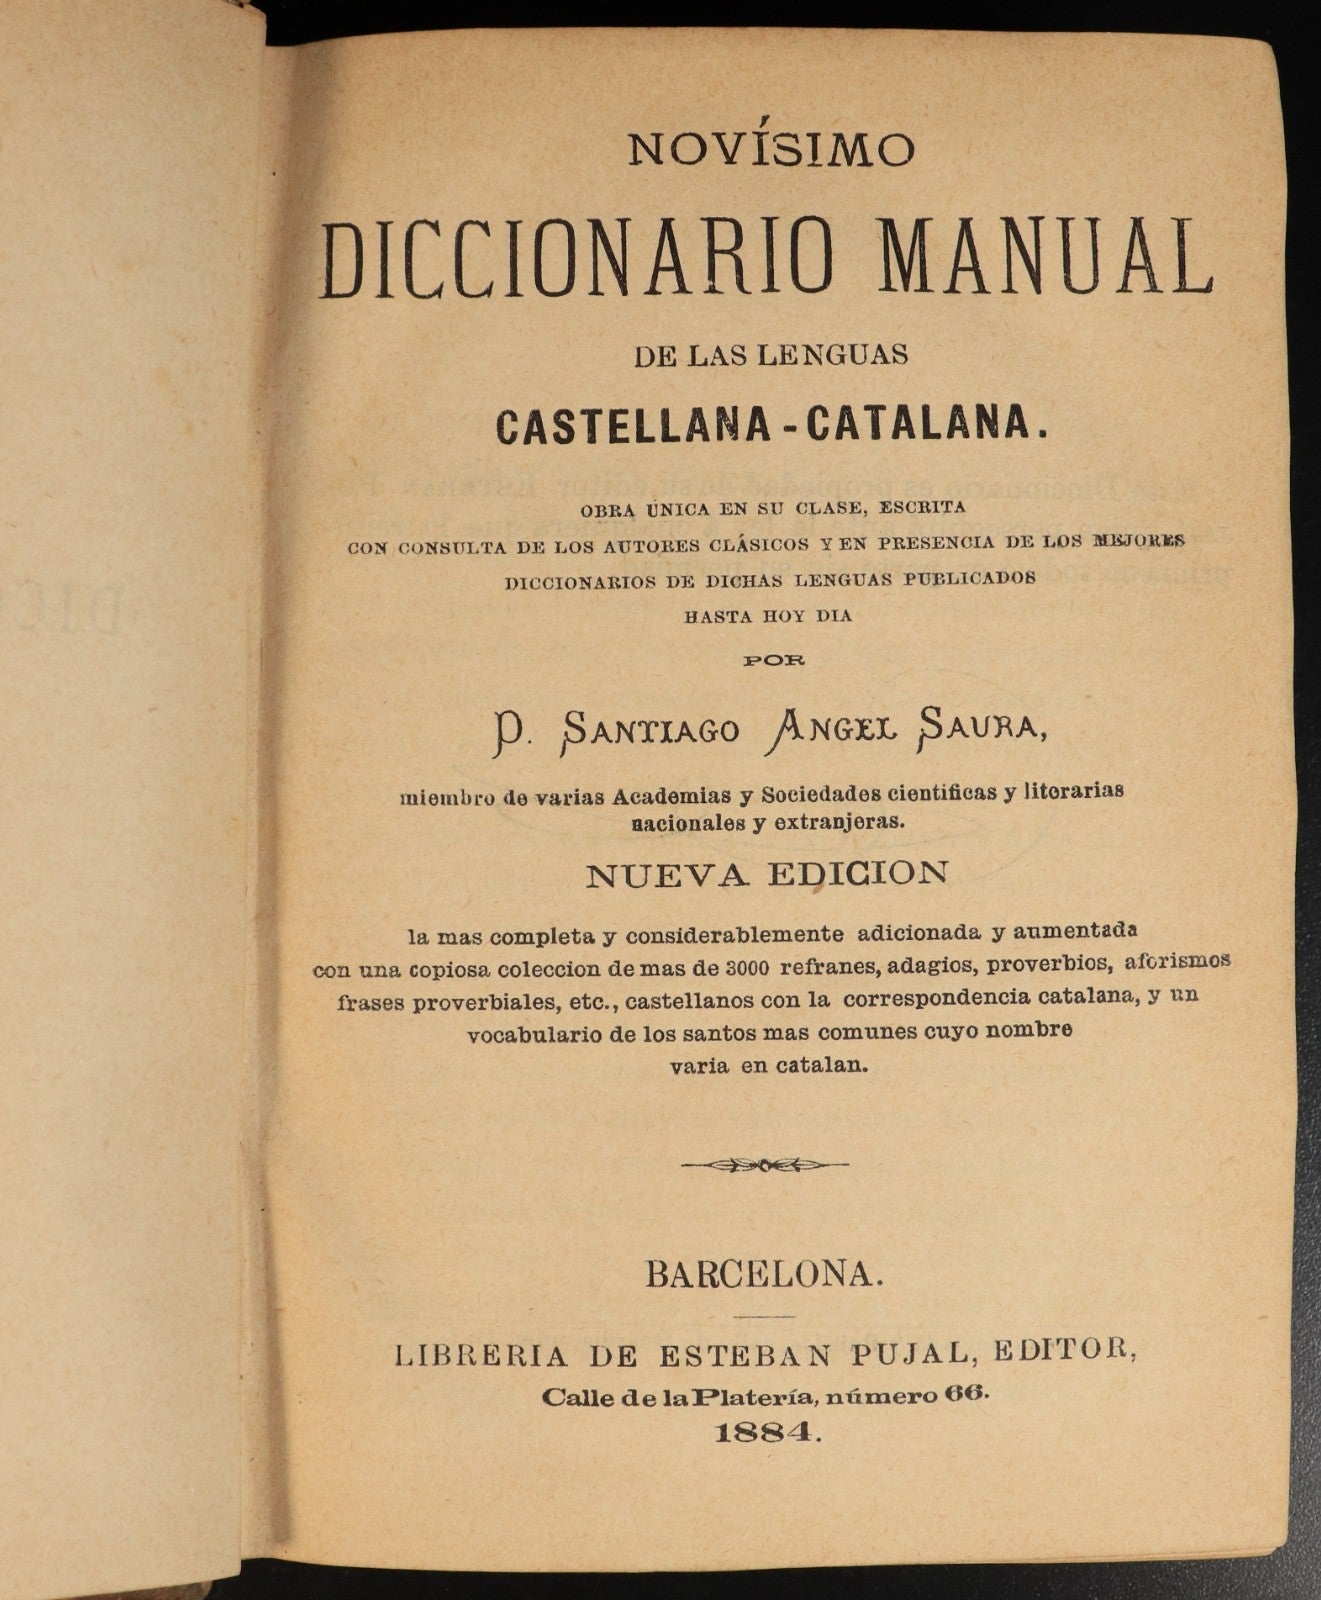 NOVÍSIMO
DICCIONARIO MANUAL
DE LAS LENGUAS
CASTELLANA-CATALANA.
OBRA ÚNICA EN SU CLASE, ESCRITA
CON CONSULTA DE LOS AUTORES CLÁSICOS Y EN PRESENCIA DE LOS MEJORES
DICCIONARIOS DE DICHAS LENGUAS PUBLICADOS
HASTA HOY DIA
POR
D. SANTIAGO ANGEL SAURA,
miembro de varias Academias y Sociedades cientificas y literarias
nacionales y extranjeras.
NUEVA EDICION
la mas completa y considerablemente adicionada y aumentada
con una copiosa coleccion de mas de 3000 refranes, adagios, proverbios, aforismos
frases proverbiales, etc., castellanos con la correspondencia catalana, y un
vocabulario de los santos mas comunes cuyo nombre
varia en catalan.
BARCELONA.
LIBRERIA DE ESTEBAN PUJAL, EDITOR,
Calle de la Platería, número 66.
1884.